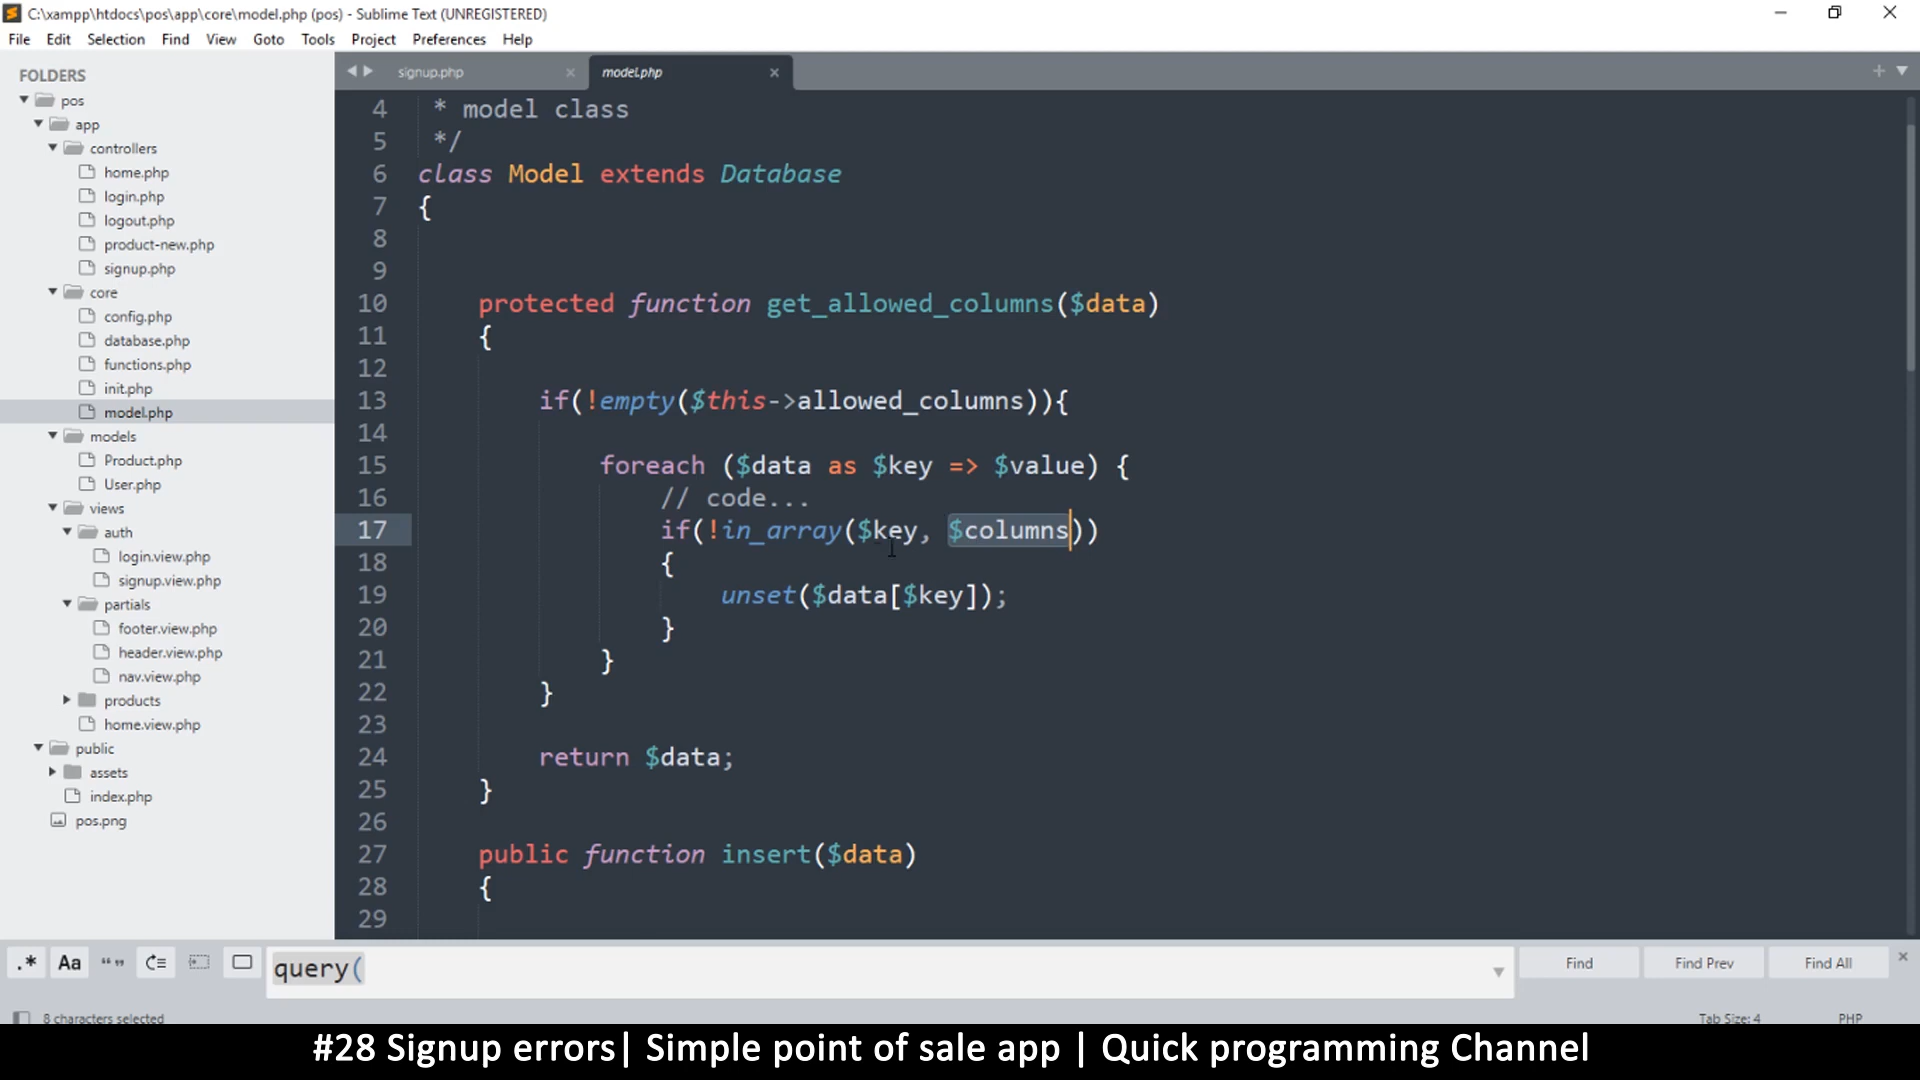 C:\xampp\htdocs\pos\app\core\model.php (pos) - Sublime Text (UNREGISTERED)
File Edit Selection Find View Goto Tools Project Preferences Help
FOLDERS
pos
app
controllers
home.php
login.php
logout.php
product-new.php
signup.php
core
config.php
database.php
functions.php
init.php
model.php
models
Product.php
User.php
views
auth
login.view.php
signup.view.php
partials
footer.view.php
header.view.php
nav.view.php
products
home.view.php
public
assets
index.php
pos.png
signup.php model.php
4 * model class
5 */
6 class Model extends Database
7 {
8
9
10 protected function get_allowed_columns($data)
11 {
12
13 if(!empty($this->allowed_columns)){
14
15 foreach ($data as $key => $value) {
16 // code...
17 if(!in_array($key, $columns))
18 {
19 unset($data[$key]);
20 }
21 }
22 }
23
24 return $data;
25 }
26
27 public function insert($data)
28 {
29
.* Aa “” query( Find Find Prev Find All
8 characters selected Tab Size: 4 PHP
#28 Signup errors| Simple point of sale app | Quick programming Channel